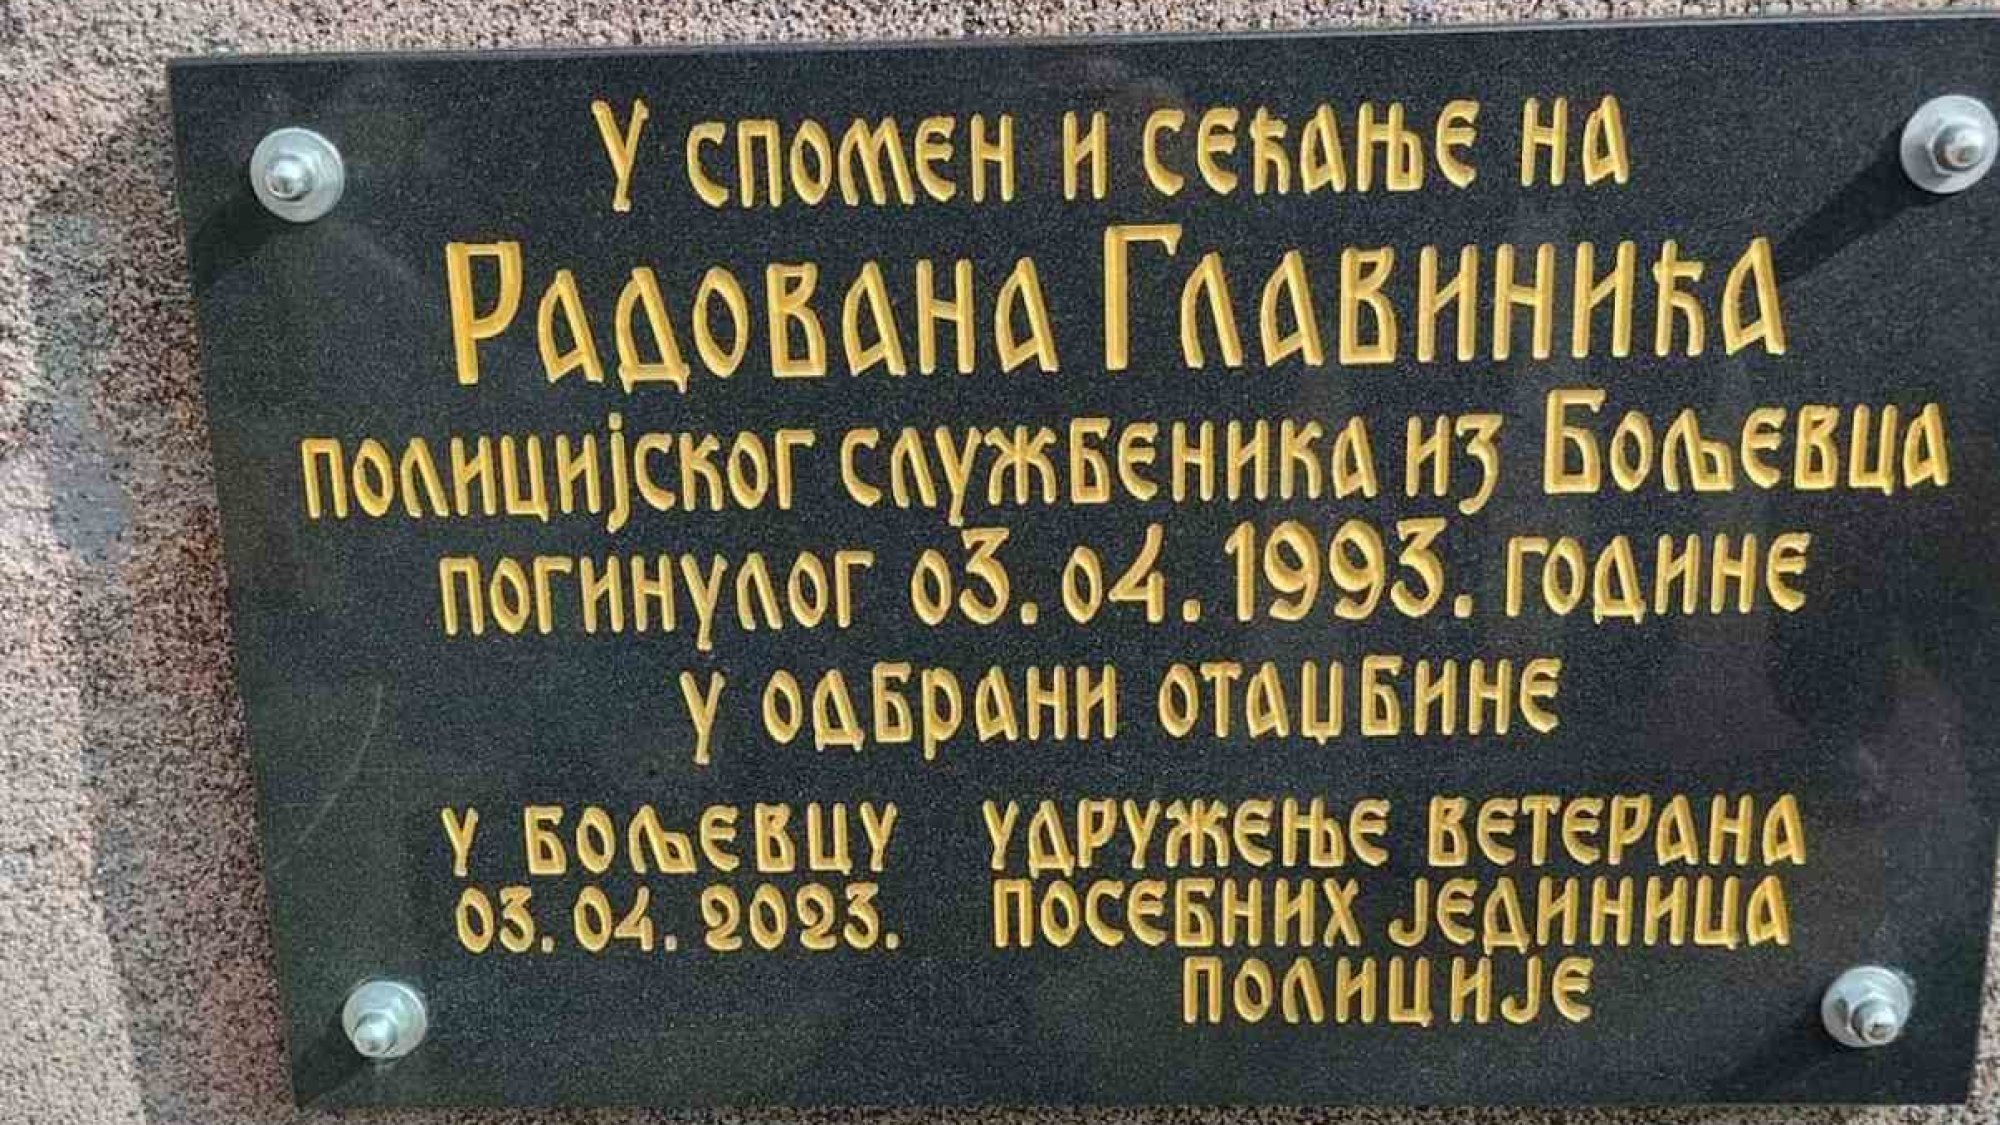 У спомен и сећање на
Радована Главинића
полицијског службеника из Бољевца
погинулог 03.04.1993. године
у одбрани отаџбине
У БОЉЕВЦУ
03.04.2023.
УДРУЖЕЊЕ ВЕТЕРАНА
ПОСЕБНИХ ЈЕДИНИЦА
ПОЛИЦИЈЕ